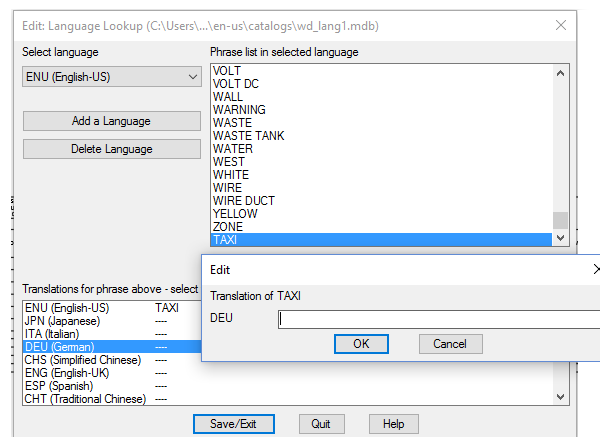 Edit: Language Lookup (C:\Users\...\en-us\catalogs\wd_lang1.mdb)
Select language
ENU (English-US)
Add a Language
Delete Language
Phrase list in selected language
VOLT
VOLT DC
WALL
WARNING
WASTE
WASTE TANK
WATER
WEST
WHITE
WIRE
WIRE DUCT
YELLOW
ZONE
TAXI
Translations for phrase above - select
ENU (English-US) TAXI
JPN (Japanese) ----
ITA (Italian) ----
DEU (German) ----
CHS (Simplified Chinese) ----
ENG (English-UK) ----
ESP (Spanish) ----
CHT (Traditional Chinese) ----
Edit
Translation of TAXI
DEU
OK
Cancel
Save/Exit
Quit
Help